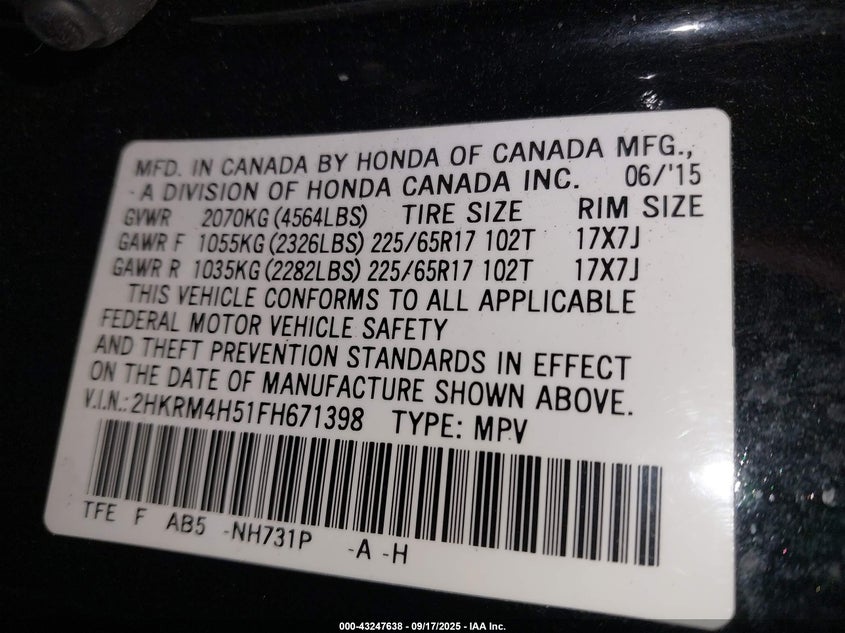 MFD. IN CANADA BY HONDA OF CANADA MFG.,
A DIVISION OF HONDA CANADA INC. 06/'15
GVWR 2070KG (4564LBS) TIRE SIZE RIM SIZE
GAWR F 1055KG (2326LBS) 225/65R17 102T 17X7J
GAWR R 1035KG (2282LBS) 225/65R17 102T 17X7J
THIS VEHICLE CONFORMS TO ALL APPLICABLE
FEDERAL MOTOR VEHICLE SAFETY
AND THEFT PREVENTION STANDARDS IN EFFECT
ON THE DATE OF MANUFACTURE SHOWN ABOVE.
V.I.N.: 2HKRM4H51FH671398 TYPE: MPV
TFE F AB5 -NH731P -A -H
000-43247638 - 09/17/2025 - IAA Inc.